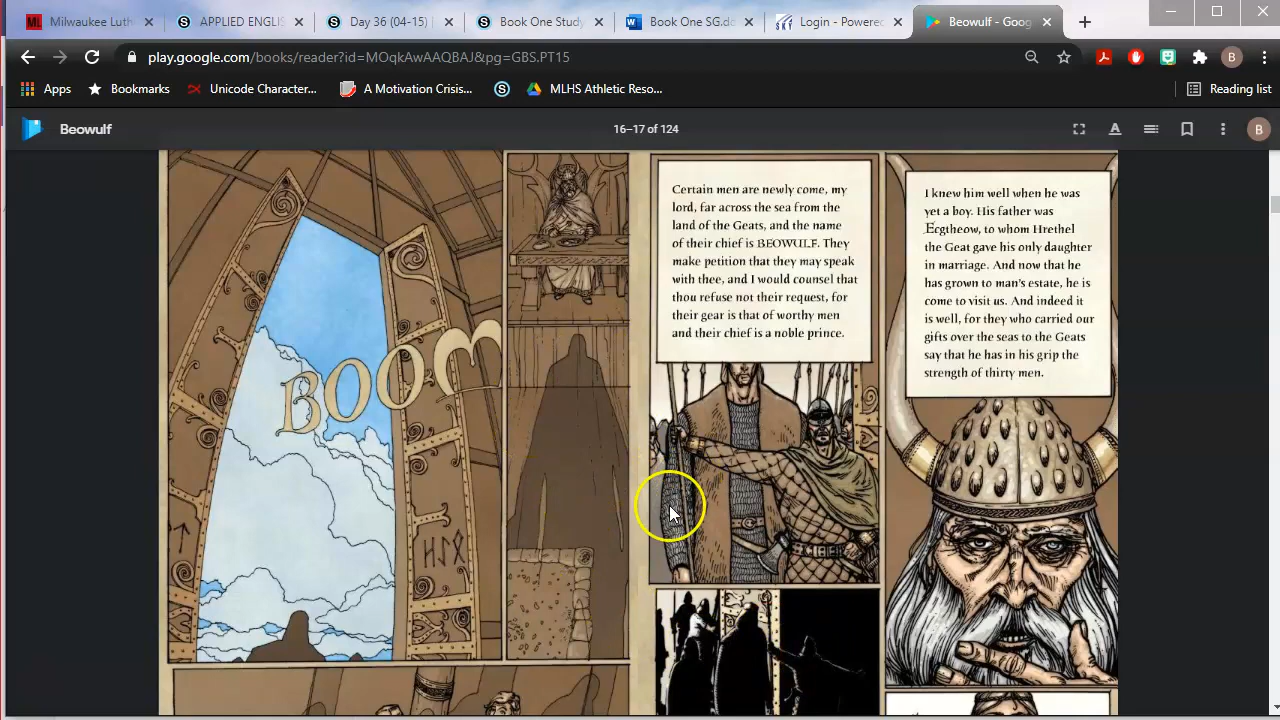 Milwaukee Luth
APPLIED ENGLI
Day 36 (04-15)
Book One Study
Book One SG.d
Login - Powere
Beowulf - Goog
play.google.com/books/reader?id=MOqkAwAAQBAJ&pg=GBS.PT15
Apps
Bookmarks
Unicode Character...
A Motivation Crisis...
MLHS Athletic Reso...
Reading list
Beowulf
16–17 of 124
BOOM
Certain men are newly come, my
lord, far across the sea from the
land of the Geats, and the name
of their chief is BEOWULF. They
make petition that they may speak
with thee, and I would counsel that
thou refuse not their request, for
their gear is that of worthy men
and their chief is a noble prince.
I knew him well when he was
yet a boy. His father was
Ecgtheow, to whom Hrethel
the Geat gave his only daughter
in marriage. And now that he
has grown to man's estate, he is
come to visit us. And indeed it
is well, for they who carried our
gifts over the seas to the Geats
say that he has in his grip the
strength of thirty men.